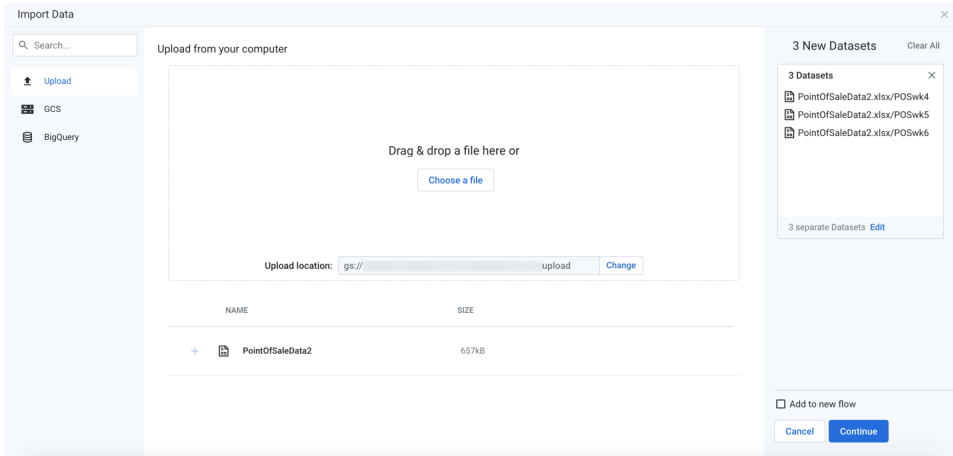 Import Data
Search...
Upload
GCS
BigQuery
Upload from your computer
Drag & drop a file here or
Choose a file
Upload location: gs:// upload Change
NAME SIZE
PointOfSaleData2 657kB
3 New Datasets Clear All
3 Datasets
PointOfSaleData2.xlsx/POSwk4
PointOfSaleData2.xlsx/POSwk5
PointOfSaleData2.xlsx/POSwk6
3 separate Datasets Edit
Add to new flow
Cancel Continue